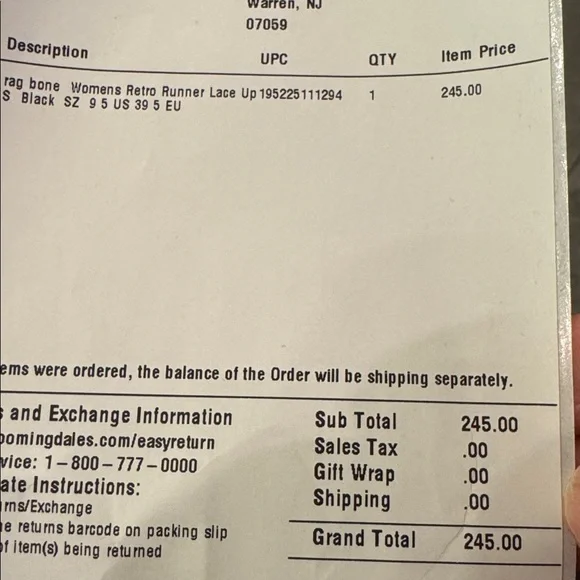 Warren, NJ
07059
Description UPC QTY Item Price
rag bone Womens Retro Runner Lace Up 195225111294 1 245.00
S Black SZ 9 5 US 39 5 EU
ems were ordered, the balance of the Order will be shipping separately.
s and Exchange Information
oomingdales.com/easyreturn
vice: 1-800-777-0000
ate Instructions:
urns/Exchange
he returns barcode on packing slip
of item(s) being returned
Sub Total 245.00
Sales Tax .00
Gift Wrap .00
Shipping .00
Grand Total 245.00